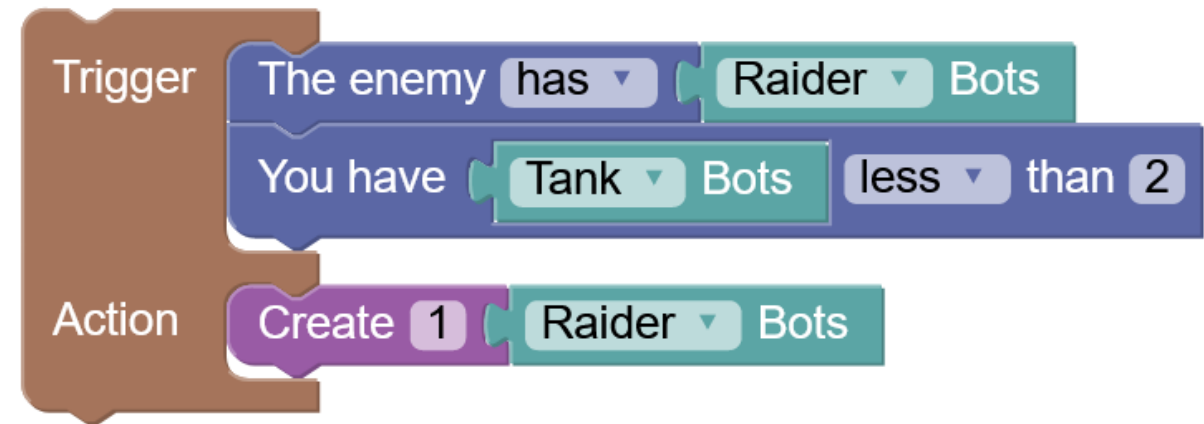 Trigger The enemy has Raider Bots
You have Tank Bots less than 2
Action Create 1 Raider Bots